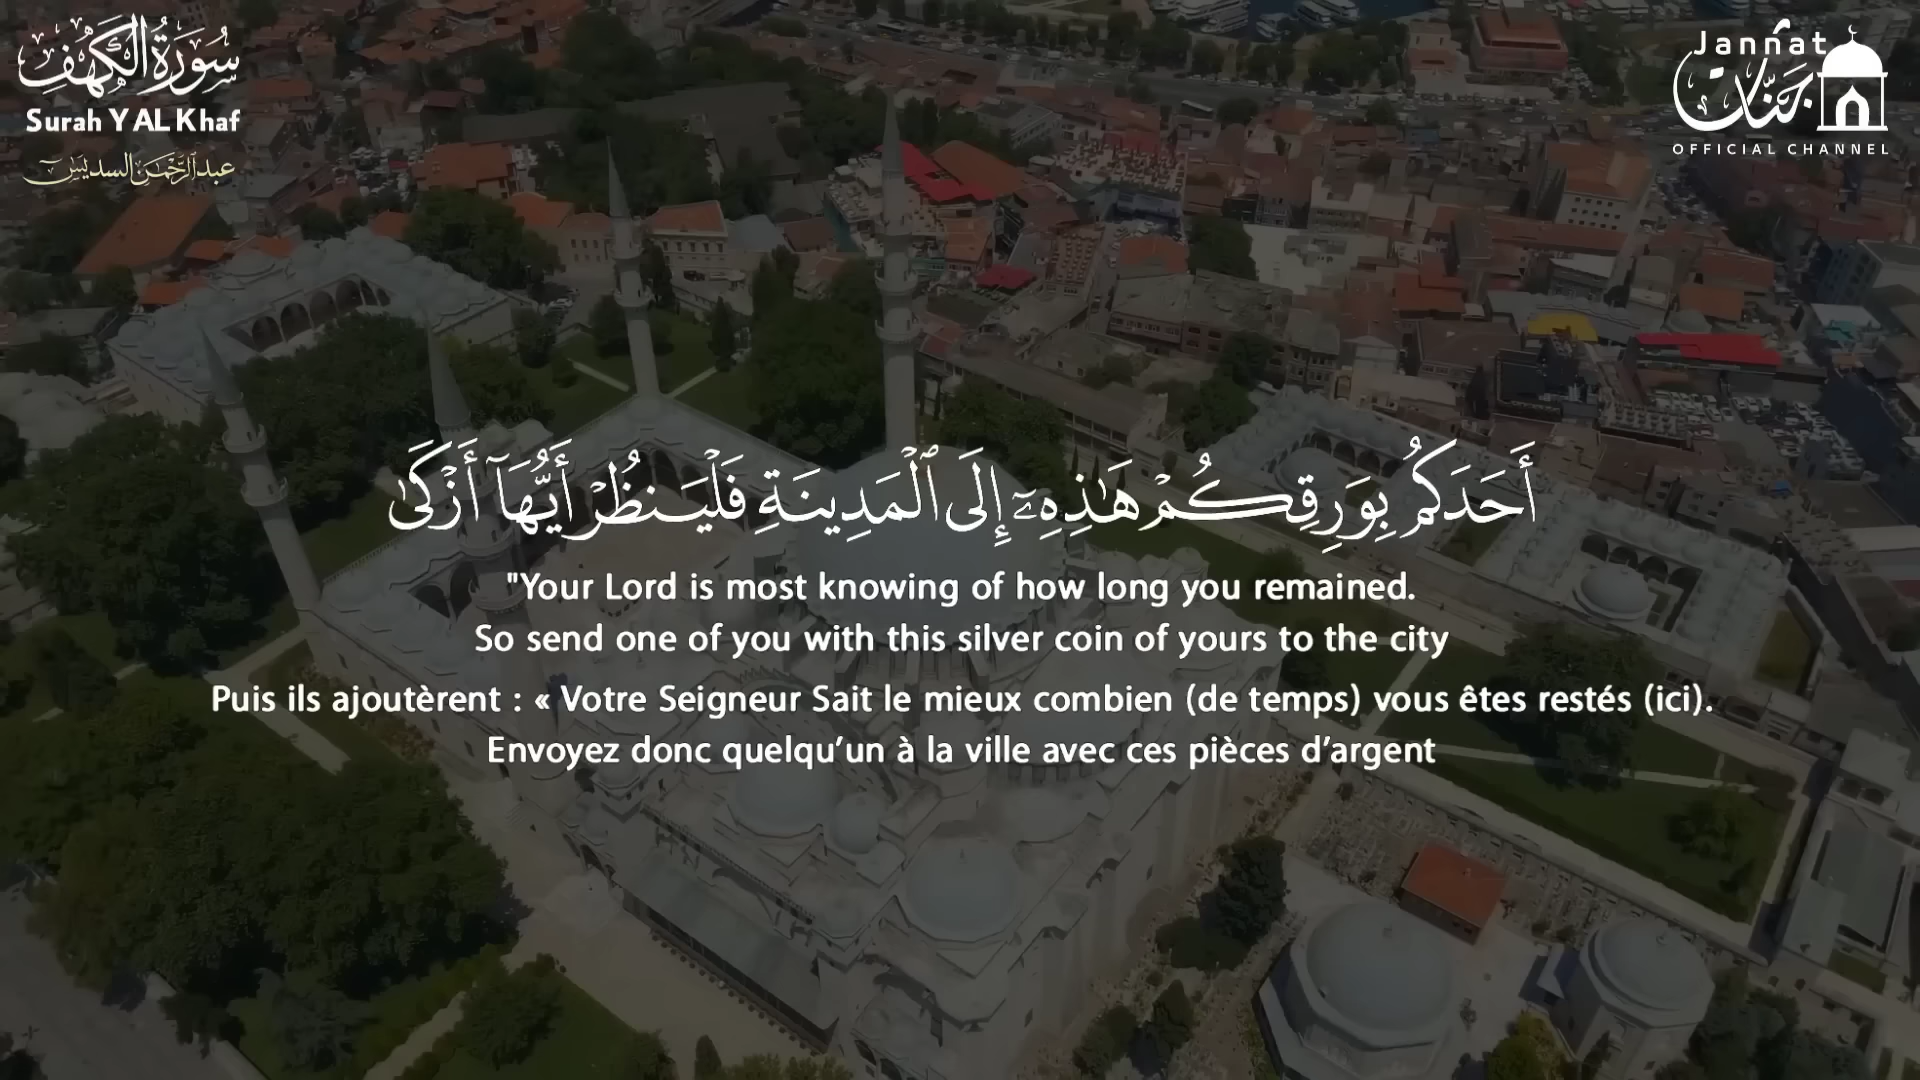 سُورَةُ الكَهْفِ
Surah Y AL Khaf
عبد الرَّحْمَٰن السديس
Jannat
جَنَّات
OFFICIAL CHANNEL
أَحَدَكُم بِوَرِقِكُمْ هَٰذِهِۦٓ إِلَى ٱلْمَدِينَةِ فَلْيَنظُرْ أَيُّهَآ أَزْكَىٰ
"Your Lord is most knowing of how long you remained.
So send one of you with this silver coin of yours to the city
Puis ils ajoutèrent : « Votre Seigneur Sait le mieux combien (de temps) vous êtes restés (ici).
Envoyez donc quelqu’un à la ville avec ces pièces d’argent